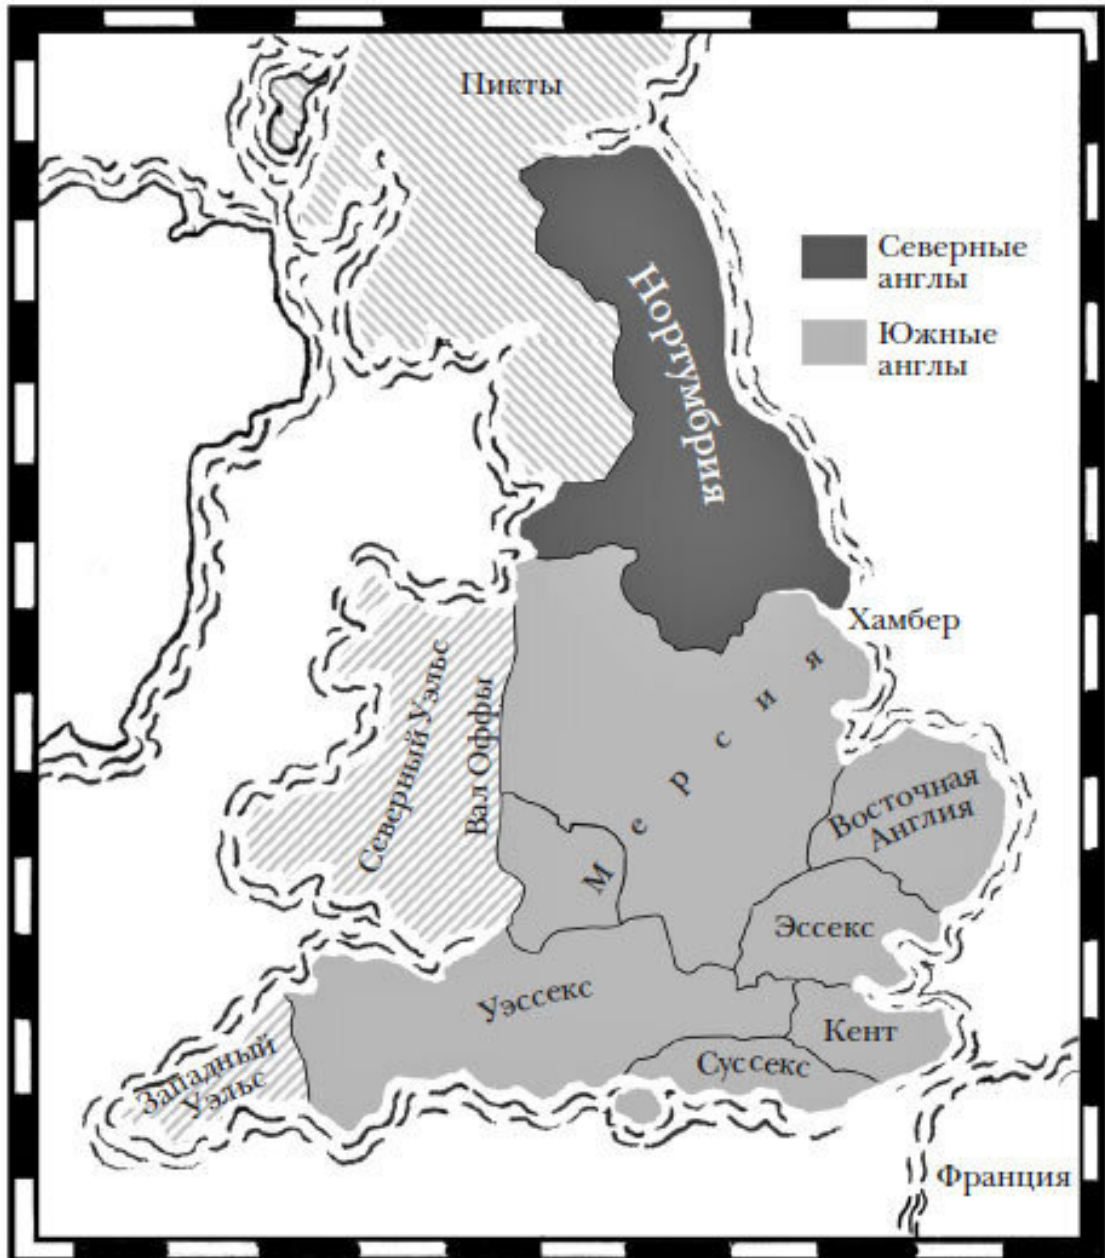 Пикты
Северные
англы
Южные
англы
Нортумбрия
Хамбер
Мерсия
Северный Уэльс
Вал Оффы
Восточная
Англия
Эссекс
Уэссекс
Кент
Суссекс
Западный
Уэльс
Франция